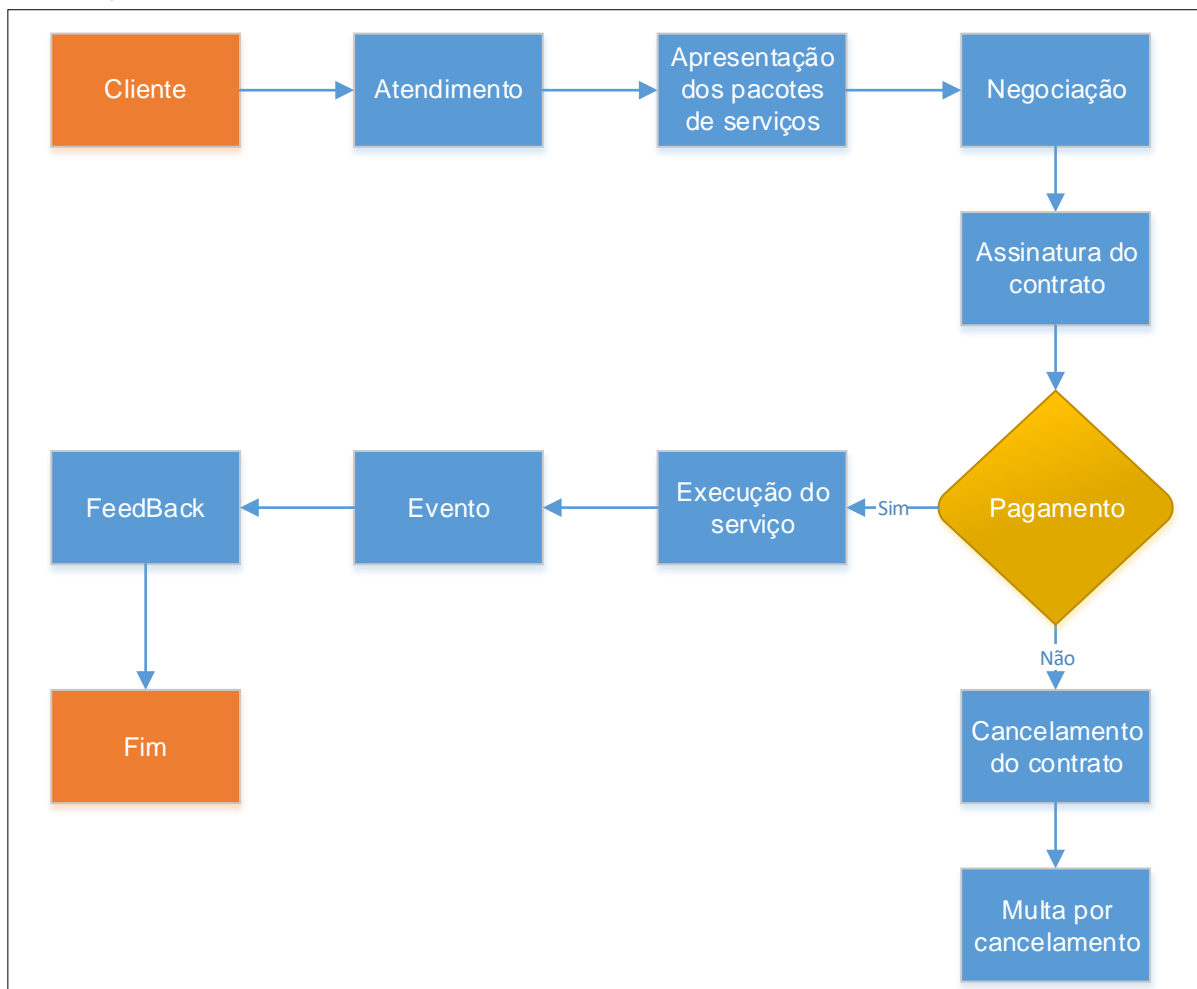 Cliente
Atendimento
Apresentação
dos pacotes
de serviços
Negociação
Assinatura do
contrato
Pagamento
Sim
Execução do
serviço
Evento
FeedBack
Fim
Não
Cancelamento
do contrato
Multa por
cancelamento